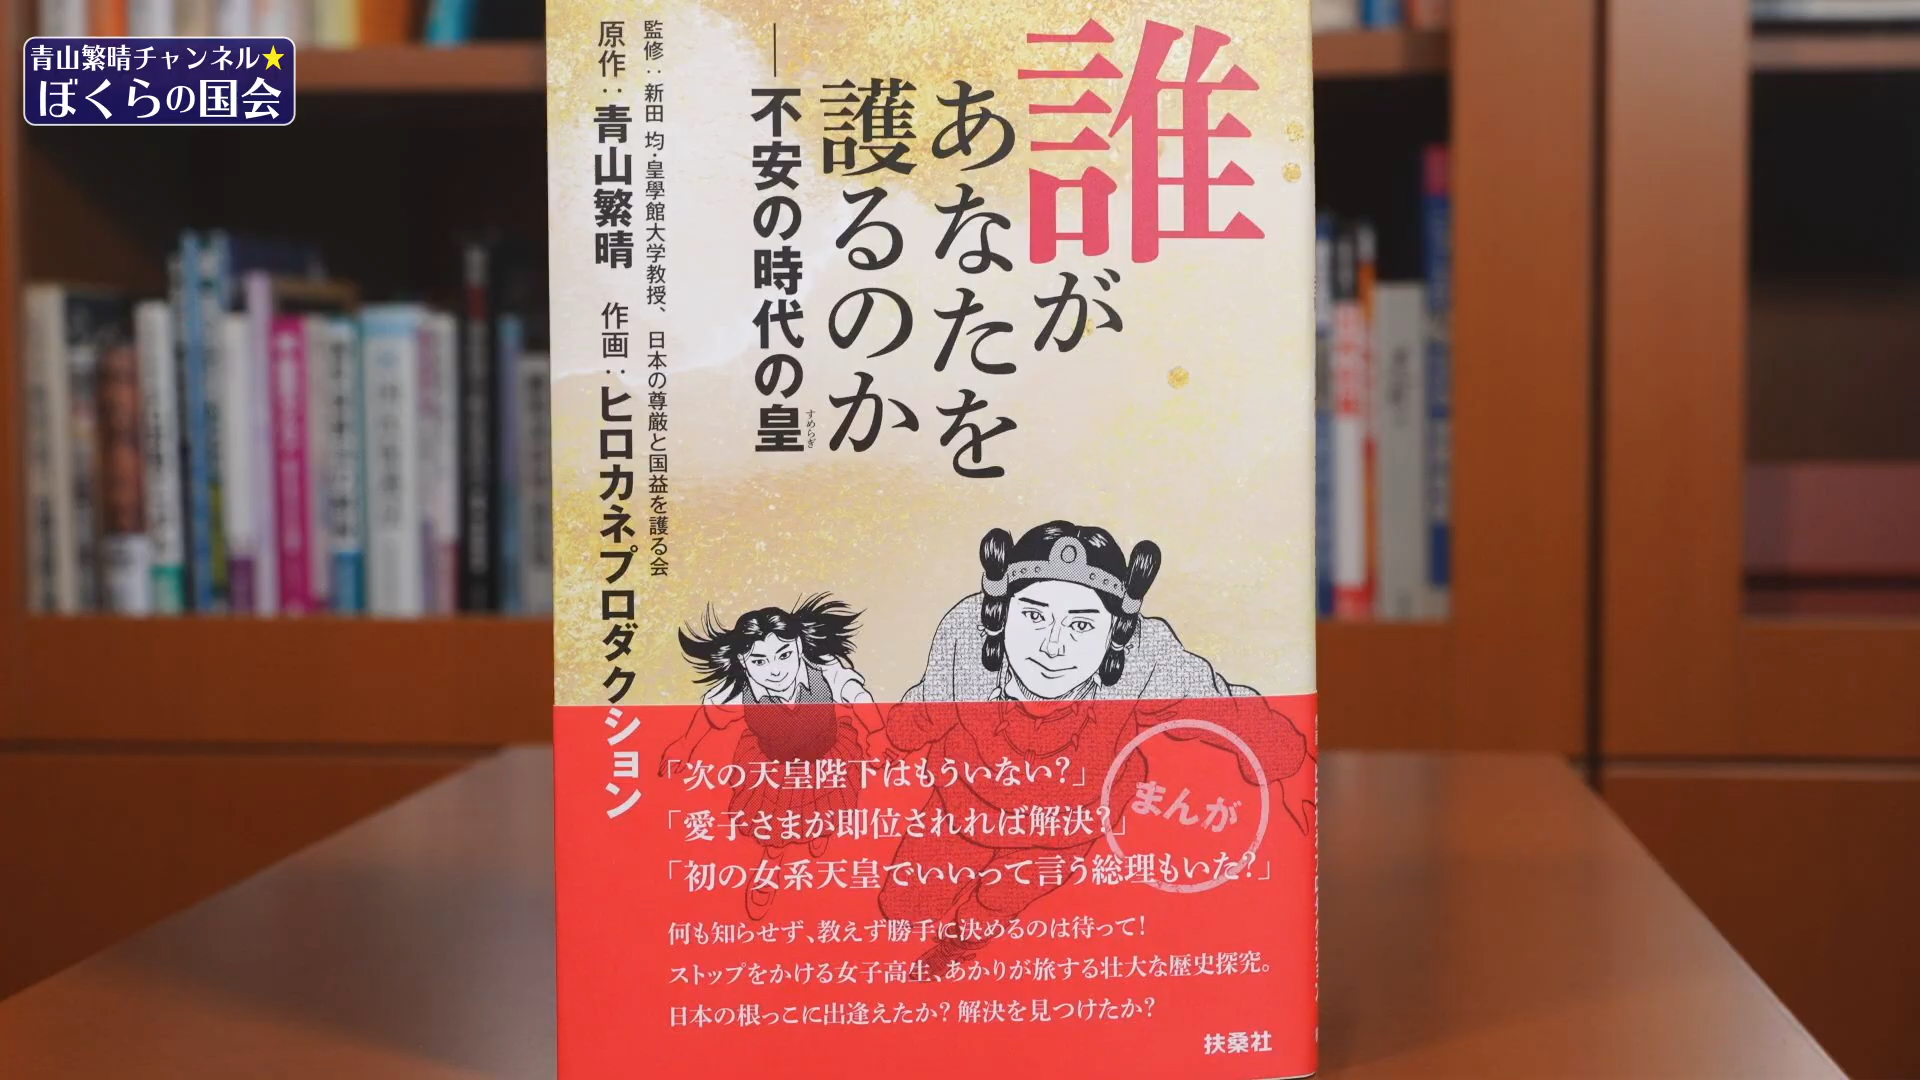 青山繁晴チャンネル★
ぼくらの国会
誰が
あなたを
護るのか
―不安の時代の皇
すめらぎ
監修：新田 均・皇學館大学教授、日本の尊厳と国益を護る会
原作：青山繁晴 作画：ヒロカネプロダクション
「次の天皇陛下はもういない？」
「愛子さまが即位されれば解決？」
「初の女系天皇でいいって言う総理もいた？」
まんが
何も知らせず、教えず勝手に決めるのは待って！
ストップをかける女子高生、あかりが旅する壮大な歴史探究。
日本の根っこに出逢えたか？解決を見つけたか？
扶桑社